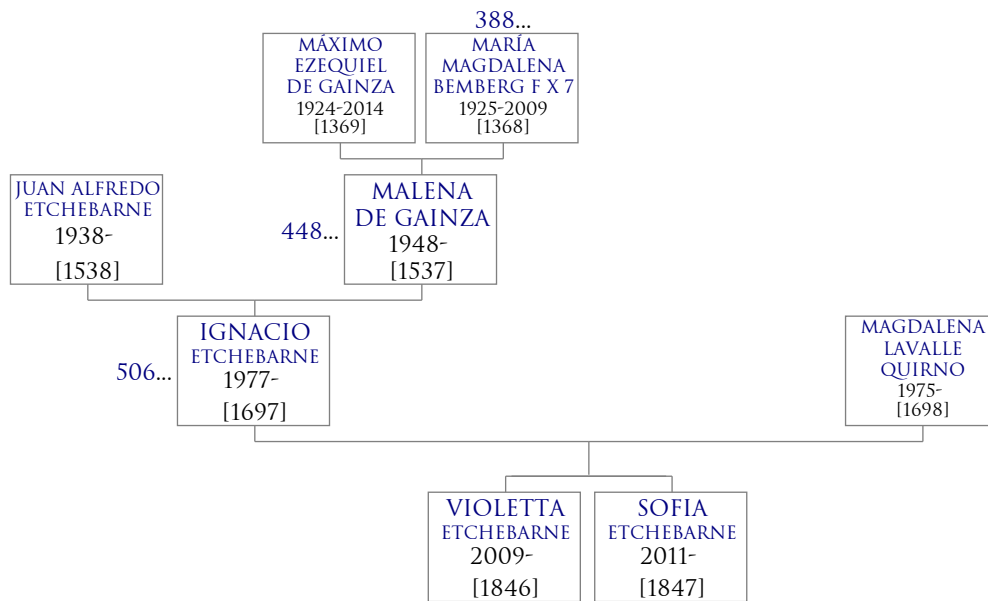 388...
MÁXIMO
EZEQUIEL
DE GAINZA
1924-2014
[1369]
MARÍA
MAGDALENA
BEMBERG F X 7
1925-2009
[1368]
JUAN ALFREDO
ETCHEBARNE
1938-
[1538]
448...
MALENA
DE GAINZA
1948-
[1537]
506...
IGNACIO
ETCHEBARNE
1977-
[1697]
MAGDALENA
LAVALLE
QUIRNO
1975-
[1698]
VIOLETTA
ETCHEBARNE
2009-
[1846]
SOFIA
ETCHEBARNE
2011-
[1847]